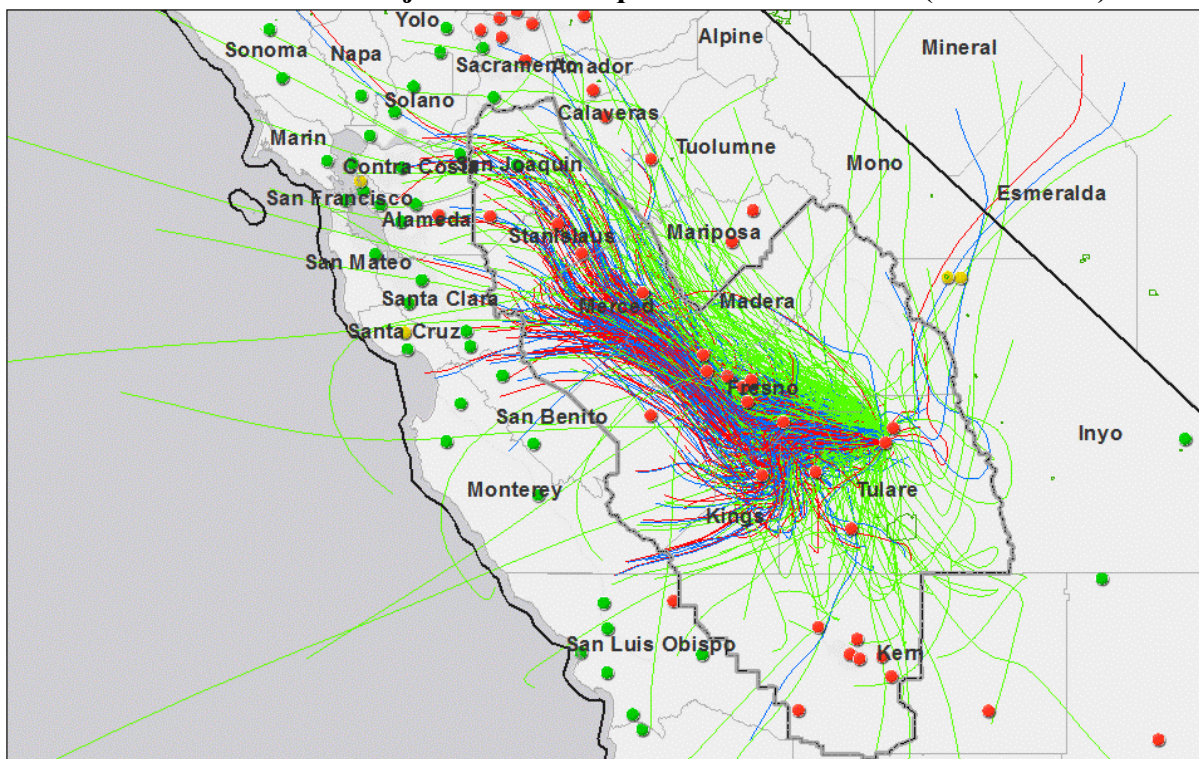 Yolo
Alpine
Mineral
Sonoma
Napa
Sacramento
Amador
Solano
Calaveras
Marin
Tuolumne
Contra Costa
San Joaquin
Mono
Esmeralda
San Francisco
Alameda
Stanislaus
Mariposa
San Mateo
Santa Clara
Merced
Madera
Santa Cruz
Fresno
San Benito
Inyo
Monterey
Tulare
Kings
San Luis Obispo
Kern